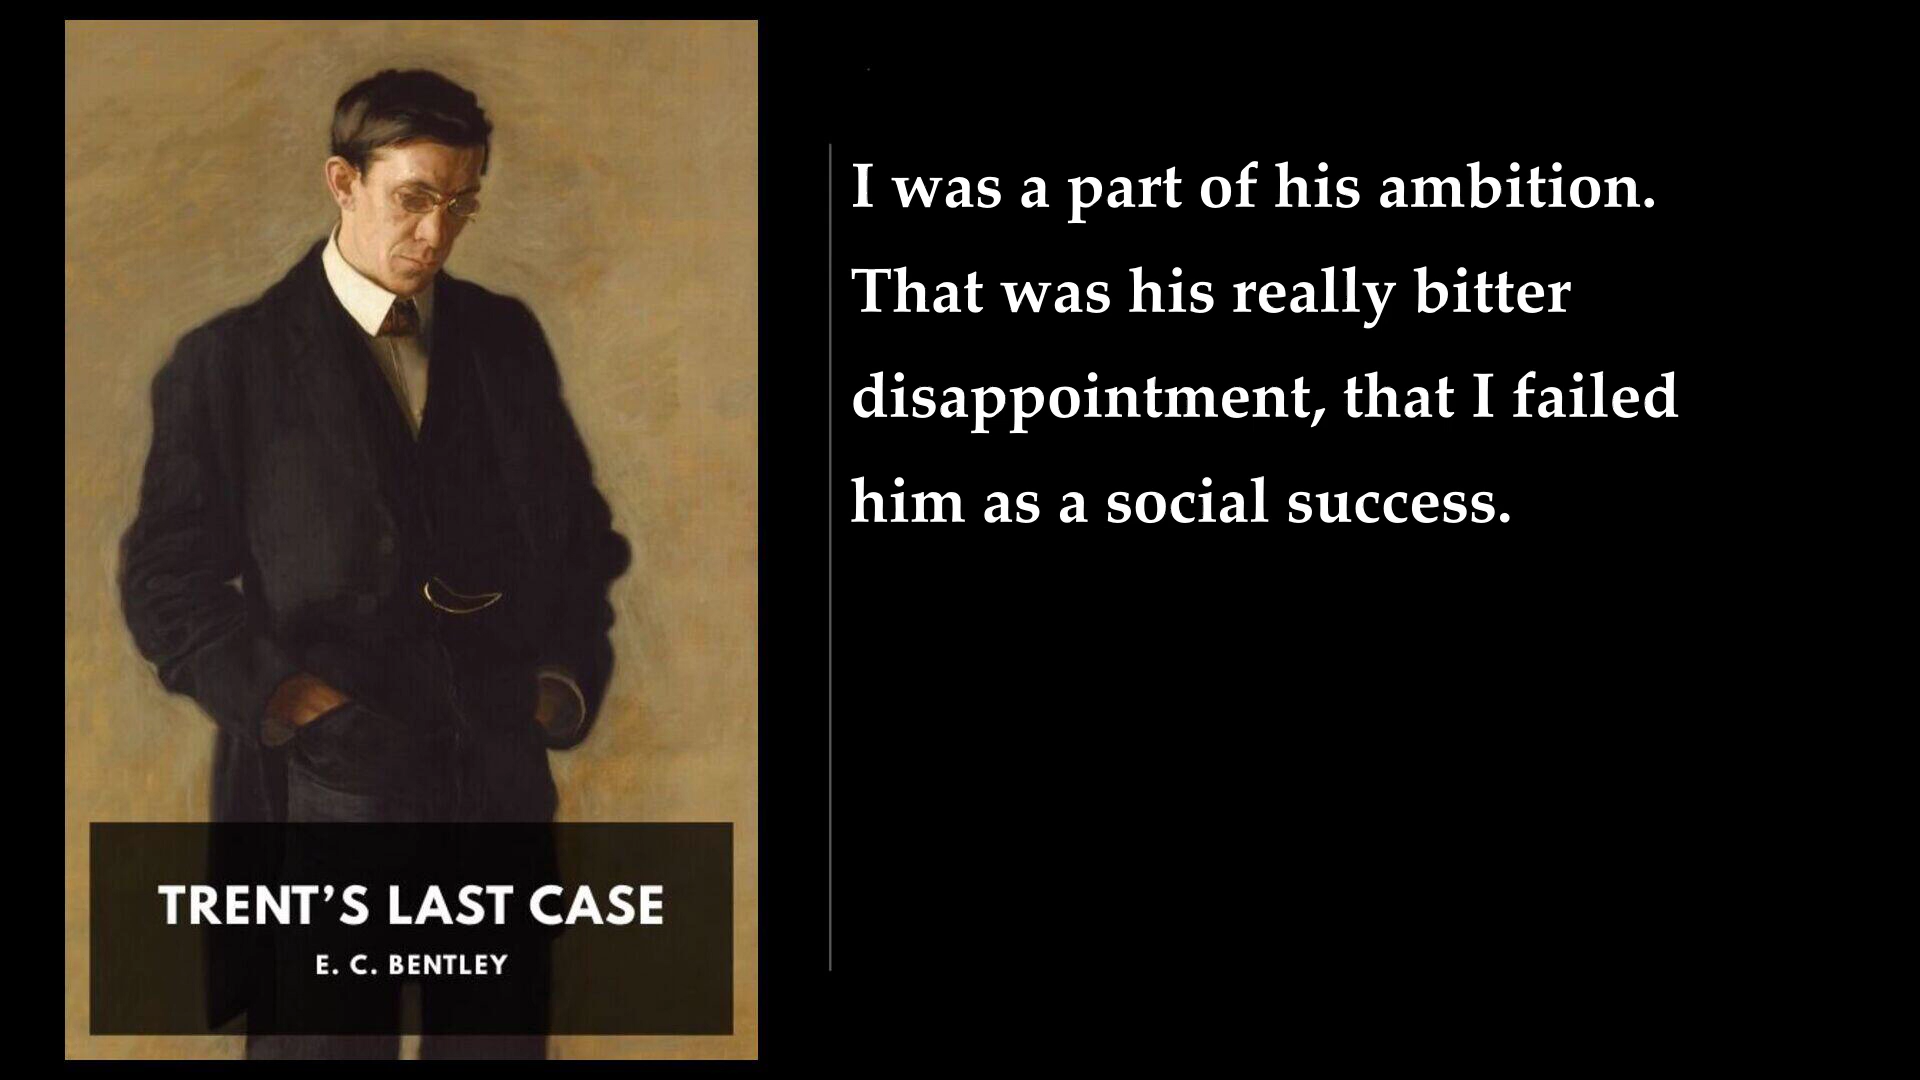 I was a part of his ambition.
That was his really bitter
disappointment, that I failed
him as a social success.
TRENT’S LAST CASE
E. C. BENTLEY